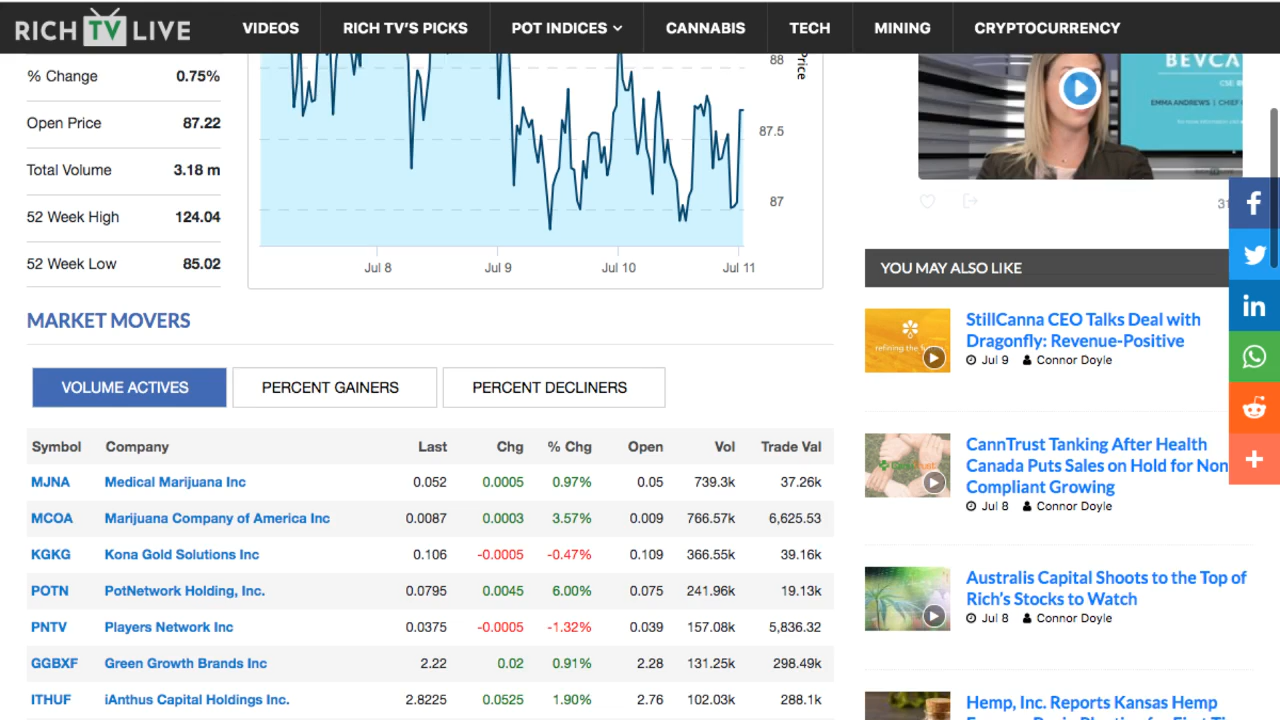 RICH TV LIVE
VIDEOS
RICH TV'S PICKS
POT INDICES
CANNABIS
TECH
MINING
CRYPTOCURRENCY
% Change 0.75%
Open Price 87.22
Total Volume 3.18 m
52 Week High 124.04
52 Week Low 85.02
88
87.5
87
Price
Jul 8 Jul 9 Jul 10 Jul 11
MARKET MOVERS
VOLUME ACTIVES PERCENT GAINERS PERCENT DECLINERS
Symbol Company Last Chg % Chg Open Vol Trade Val
MJNA Medical Marijuana Inc 0.052 0.0005 0.97% 0.05 739.3k 37.26k
MCOA Marijuana Company of America Inc 0.0087 0.0003 3.57% 0.009 766.57k 6,625.53
KGKG Kona Gold Solutions Inc 0.106 -0.0005 -0.47% 0.109 366.55k 39.16k
POTN PotNetwork Holding, Inc. 0.0795 0.0045 6.00% 0.075 241.96k 19.13k
PNTV Players Network Inc 0.0375 -0.0005 -1.32% 0.039 157.08k 5,836.32
GGBXF Green Growth Brands Inc 2.22 0.02 0.91% 2.28 131.25k 298.49k
ITHUF iAnthus Capital Holdings Inc. 2.8225 0.0525 1.90% 2.76 102.03k 288.1k
BEVCA
CSE:
EMMA ANDREWS | CHIEF
YOU MAY ALSO LIKE
refining the
StillCanna CEO Talks Deal with
Dragonfly: Revenue-Positive
Jul 9 Connor Doyle
CannTrust Tanking After Health
Canada Puts Sales on Hold for Non
Compliant Growing
Jul 8 Connor Doyle
Australis Capital Shoots to the Top of
Rich's Stocks to Watch
Jul 8 Connor Doyle
Hemp, Inc. Reports Kansas Hemp